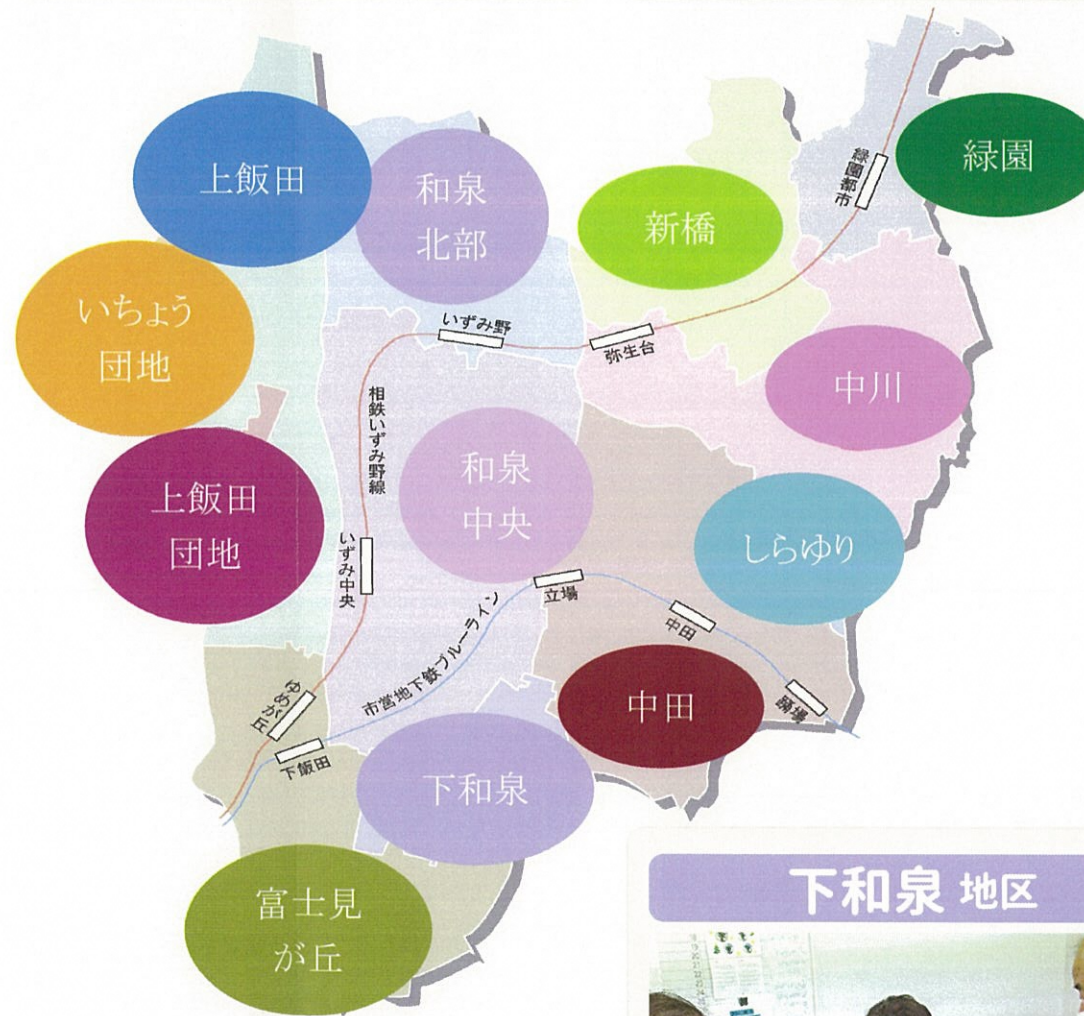 緑園都市
緑園
上飯田
和泉
北部
新橋
いちょう
団地
いずみ野
弥生台
中川
相鉄いずみ野線
和泉
中央
上飯田
団地
いずみ中央
しらゆり
立場
中田
市営地下鉄ブルーライン
中田
踊場
ゆめが丘
下飯田
下和泉
富士見
が丘
下和泉 地区